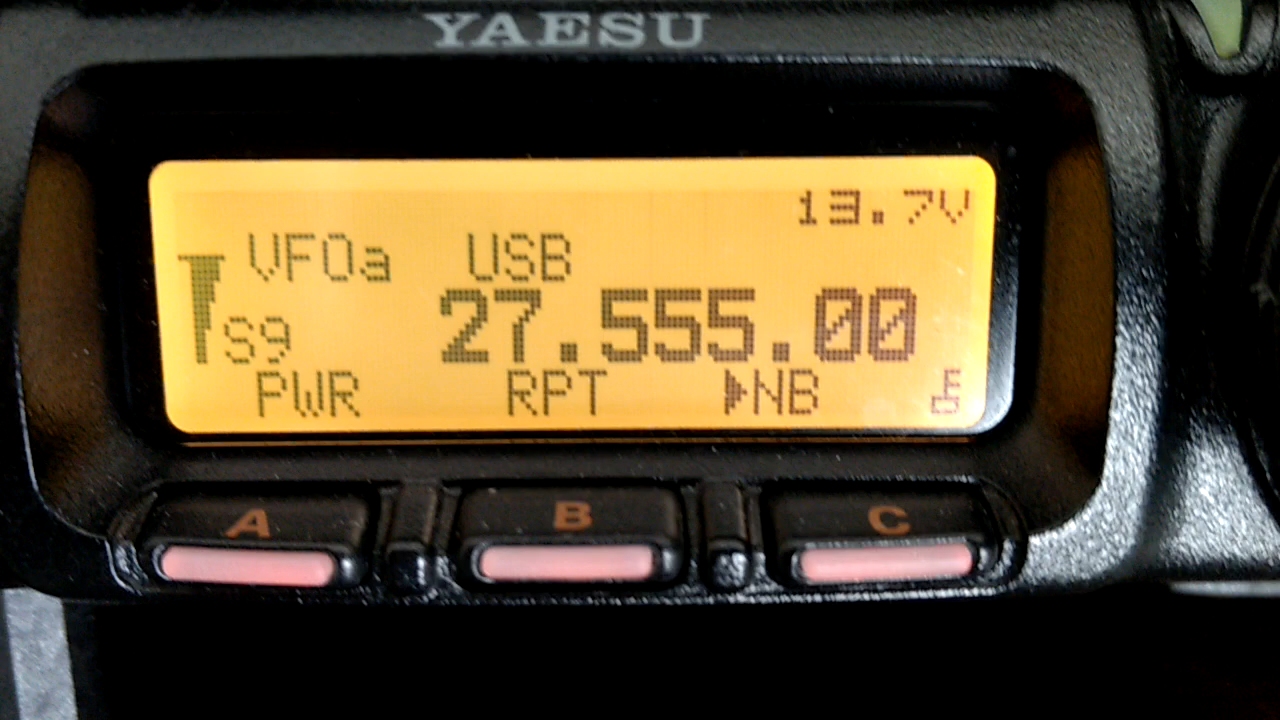 YAESU
13.7V
VFOa USB
27.555.00
S9
PWR RPT ▶NB
A B C